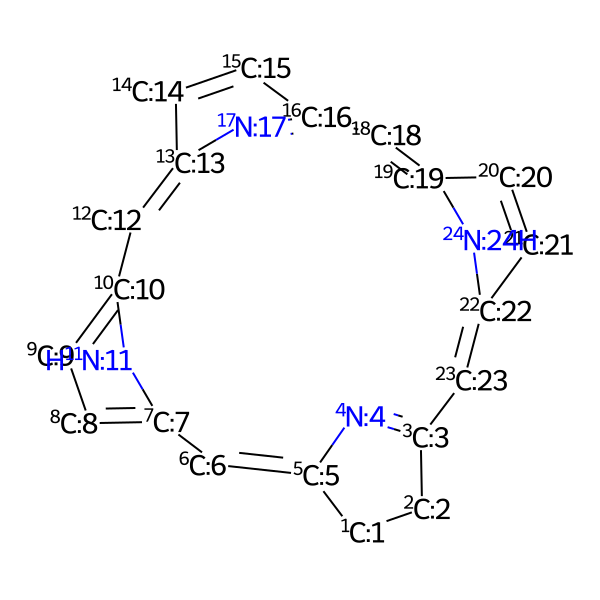 ¹⁵C:15
¹⁴C:14
¹⁶C:16
¹⁷N:17
¹⁸C:18
¹³C:13
¹⁹C:19
²⁰C:20
¹²C:12
²⁴N:24H
²¹C:21
¹⁰C:10
²²C:22
⁹C:9
H¹¹N:11
²³C:23
⁸C:8
⁷C:7
⁴N:4
³C:3
⁶C:6
⁵C:5
²C:2
¹C:1